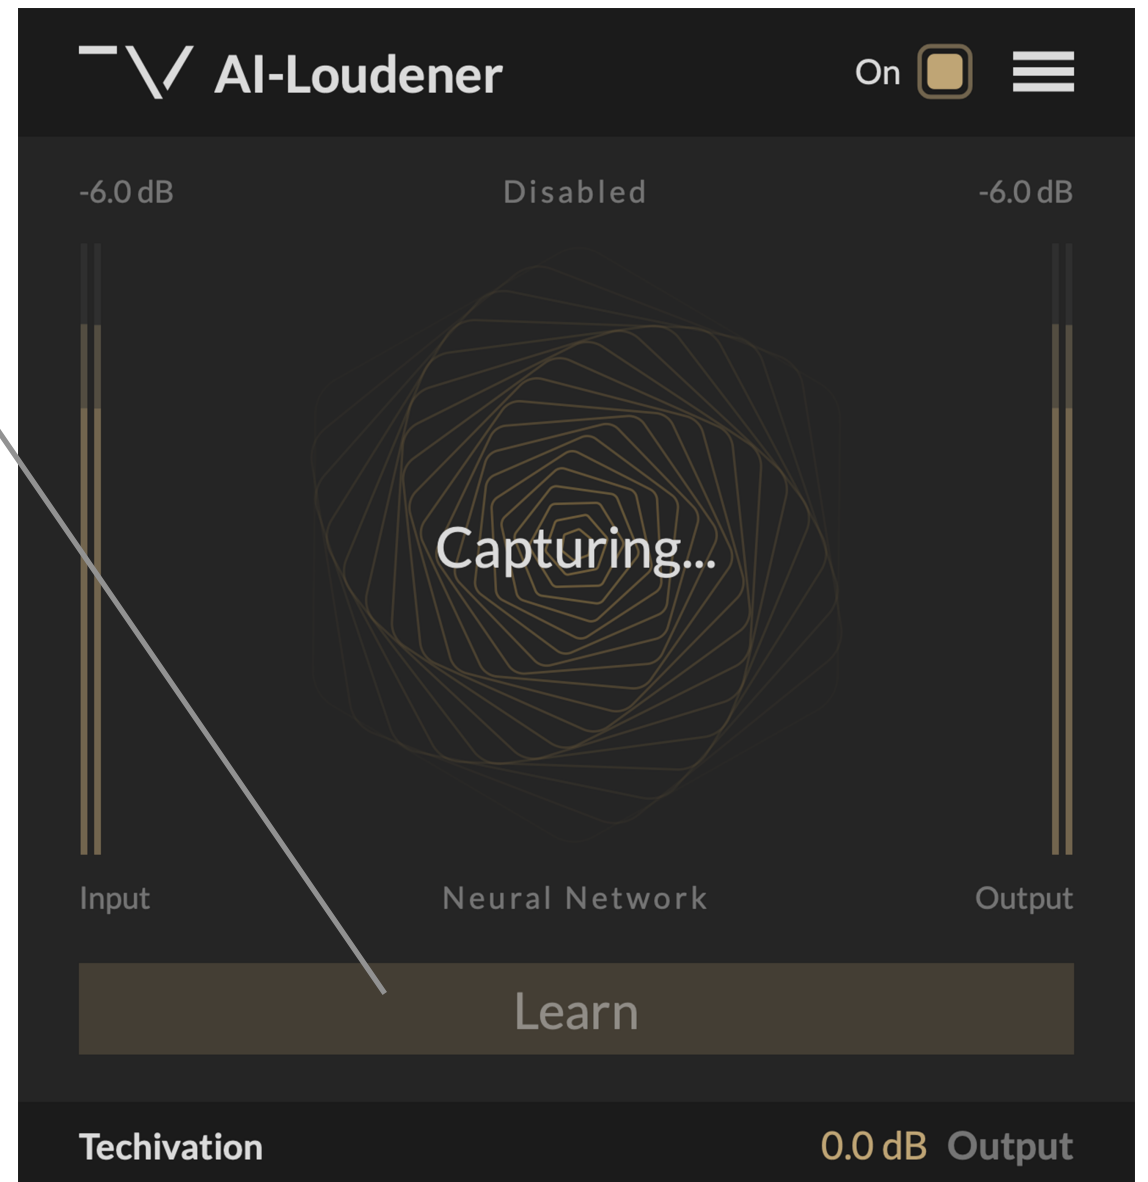 AI-Loudener
On
-6.0 dB
Disabled
-6.0 dB
Capturing...
Input
Neural Network
Output
Learn
Techivation
0.0 dB Output